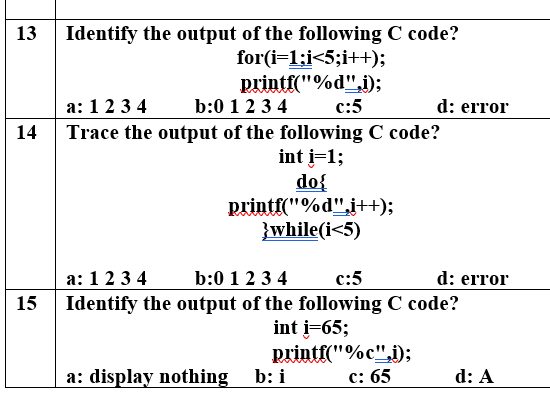 13 Identify the output of the following C code?
for(i=1;i<5;i++);
printf("%d",i);
a: 1 2 3 4 b:0 1 2 3 4 c:5 d: error
14 Trace the output of the following C code?
int i=1;
do{
printf("%d",i++);
}while(i<5)
a: 1 2 3 4 b:0 1 2 3 4 c:5 d: error
15 Identify the output of the following C code?
int i=65;
printf("%c",i);
a: display nothing b: i c: 65 d: A